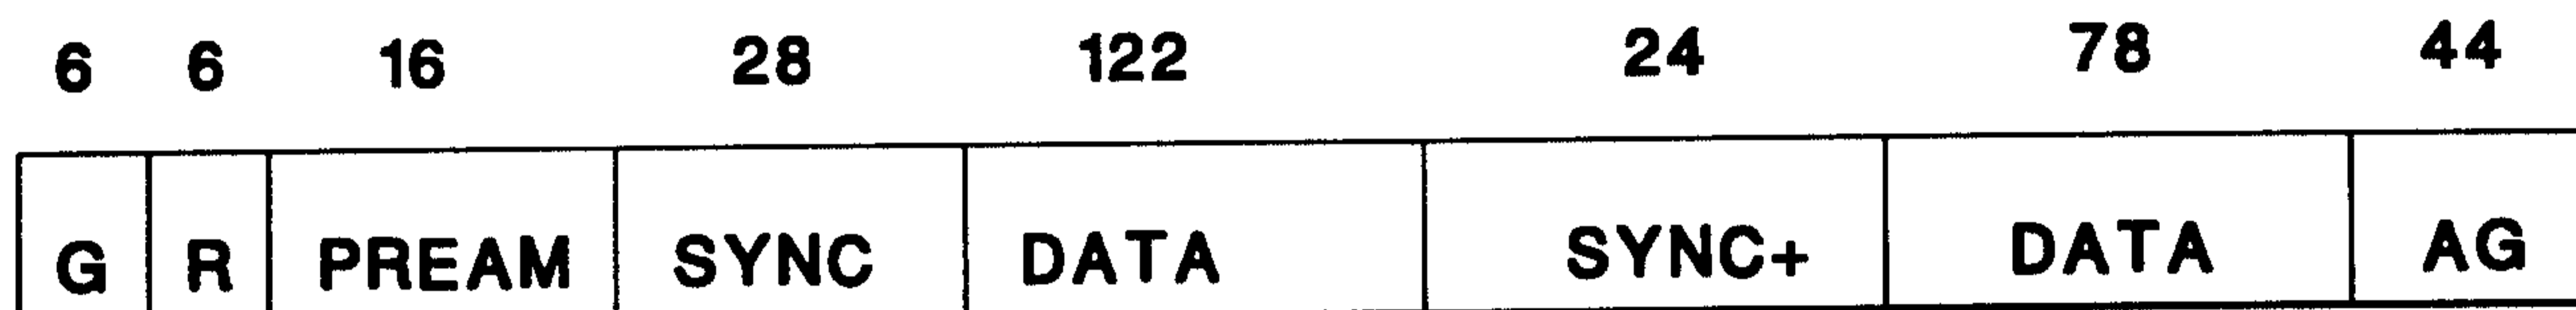 6 6 16 28 122 24 78 44
G R PREAM SYNC DATA SYNC+ DATA AG